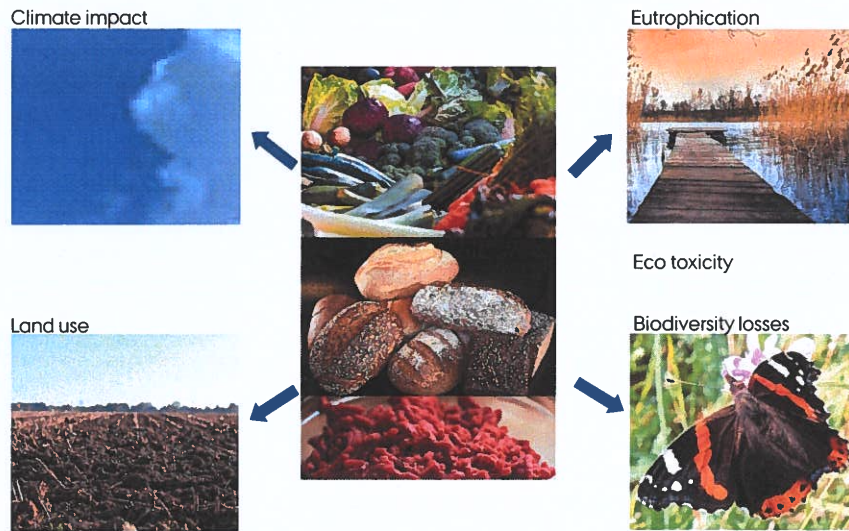 Climate impact
Eutrophication
Eco toxicity
Land use
Biodiversity losses